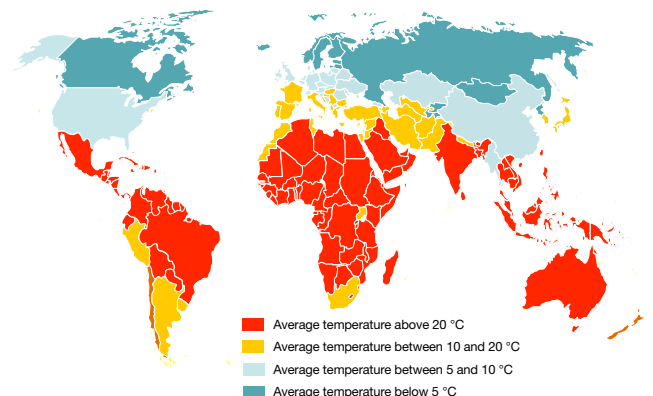 Average temperature above 20 °C
Average temperature between 10 and 20 °C
Average temperature between 5 and 10 °C
Average temperature below 5 °C